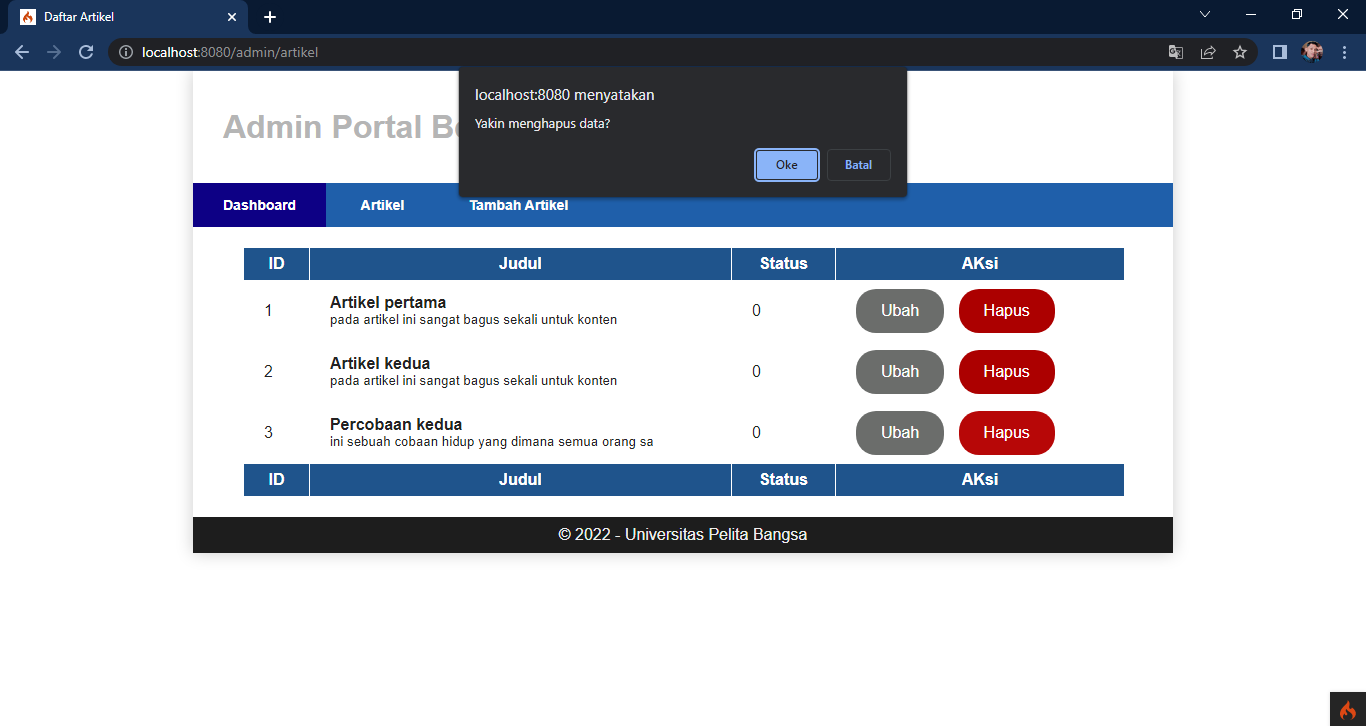 Daftar Artikel
localhost:8080/admin/artikel
localhost:8080 menyatakan
Yakin menghapus data?
Oke Batal
Admin Portal
Dashboard Artikel Tambah Artikel
ID Judul Status AKsi
1 Artikel pertama 0 Ubah Hapus
pada artikel ini sangat bagus sekali untuk konten
2 Artikel kedua 0 Ubah Hapus
pada artikel ini sangat bagus sekali untuk konten
3 Percobaan kedua 0 Ubah Hapus
ini sebuah cobaan hidup yang dimana semua orang sa
ID Judul Status AKsi
© 2022 - Universitas Pelita Bangsa